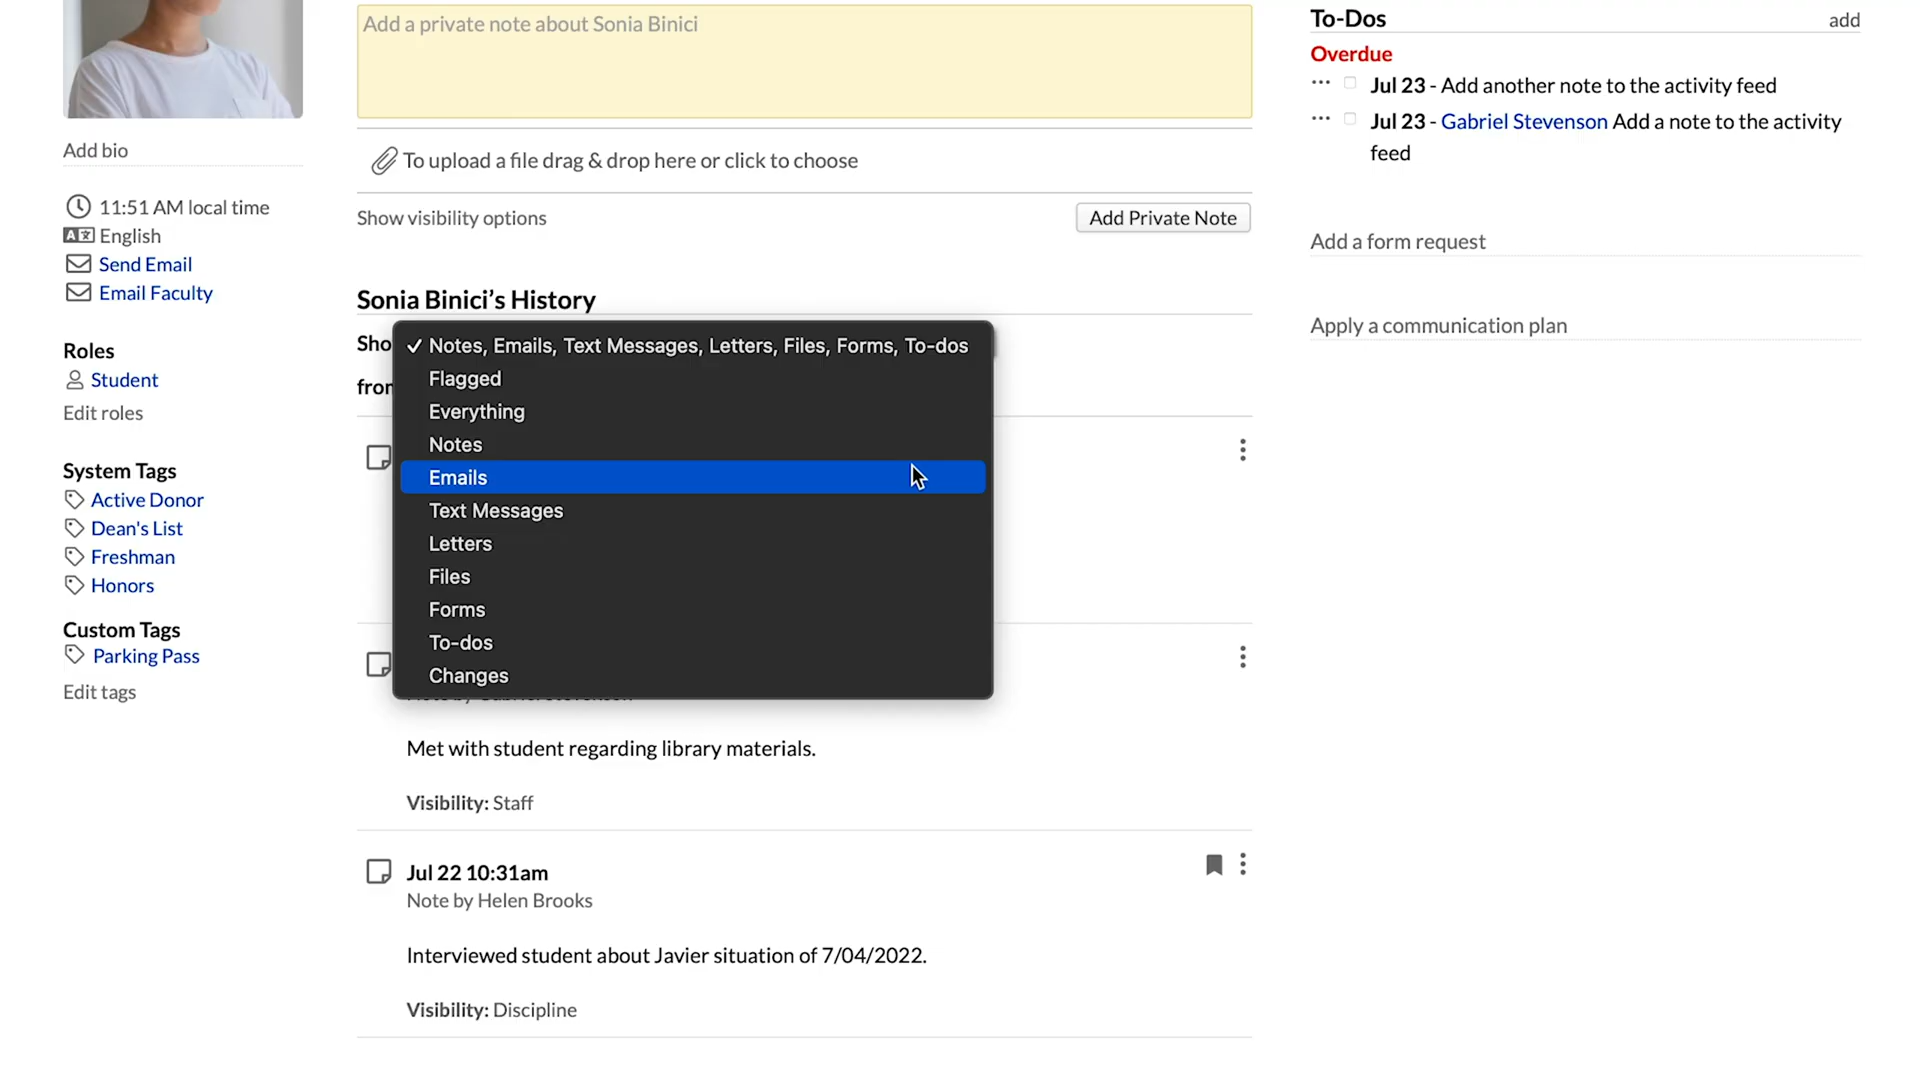 Add bio
11:51 AM local time
English
Send Email
Email Faculty
Roles
Student
Edit roles
System Tags
Active Donor
Dean's List
Freshman
Honors
Custom Tags
Parking Pass
Edit tags
Add a private note about Sonia Binici
To upload a file drag & drop here or click to choose
Show visibility options
Add Private Note
Sonia Binici’s History
✓ Notes, Emails, Text Messages, Letters, Files, Forms, To-dos
Flagged
Everything
Notes
Emails
Text Messages
Letters
Files
Forms
To-dos
Changes
Met with student regarding library materials.
Visibility: Staff
Jul 22 10:31am
Note by Helen Brooks
Interviewed student about Javier situation of 7/04/2022.
Visibility: Discipline
To-Dos
add
Overdue
Jul 23 - Add another note to the activity feed
Jul 23 - Gabriel Stevenson Add a note to the activity
feed
Add a form request
Apply a communication plan